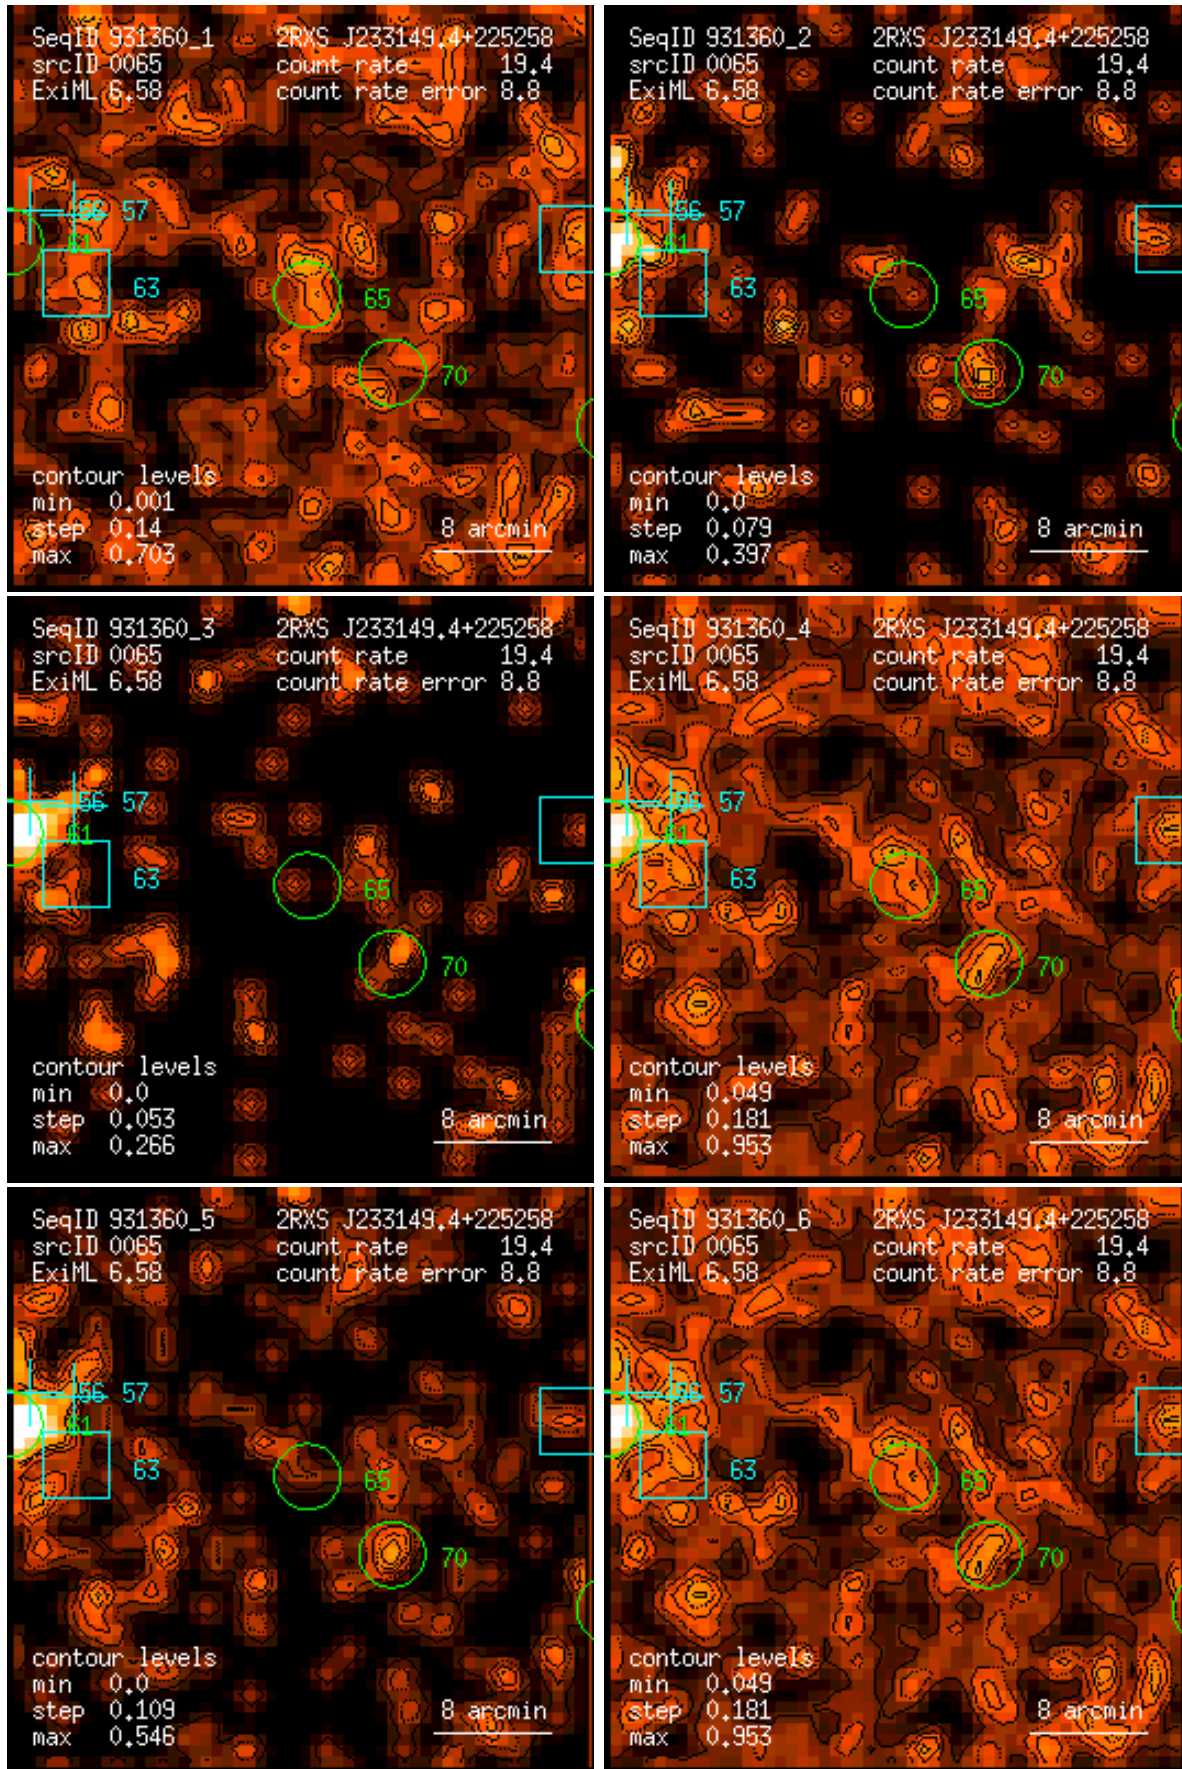 SeqID 931360_1 2RXS J233149.4+225258
srcID 0065 count rate 19.4
ExiML 6.58 count rate error 8.8
56 57
61
63
65
70
contour levels
min 0.001
step 0.14
max 0.703
8 arcmin
SeqID 931360_2 2RXS J233149.4+225258
srcID 0065 count rate 19.4
ExiML 6.58 count rate error 8.8
56 57
61
63
65
70
contour levels
min 0.0
step 0.079
max 0.397
8 arcmin
SeqID 931360_3 2RXS J233149.4+225258
srcID 0065 count rate 19.4
ExiML 6.58 count rate error 8.8
56 57
61
63
65
70
contour levels
min 0.0
step 0.053
max 0.266
8 arcmin
SeqID 931360_4 2RXS J233149.4+225258
srcID 0065 count rate 19.4
ExiML 6.58 count rate error 8.8
56 57
61
63
65
70
contour levels
min 0.049
step 0.181
max 0.953
8 arcmin
SeqID 931360_5 2RXS J233149.4+225258
srcID 0065 count rate 19.4
ExiML 6.58 count rate error 8.8
56 57
61
63
65
70
contour levels
min 0.0
step 0.109
max 0.546
8 arcmin
SeqID 931360_6 2RXS J233149.4+225258
srcID 0065 count rate 19.4
ExiML 6.58 count rate error 8.8
56 57
61
63
65
70
contour levels
min 0.049
step 0.181
max 0.953
8 arcmin